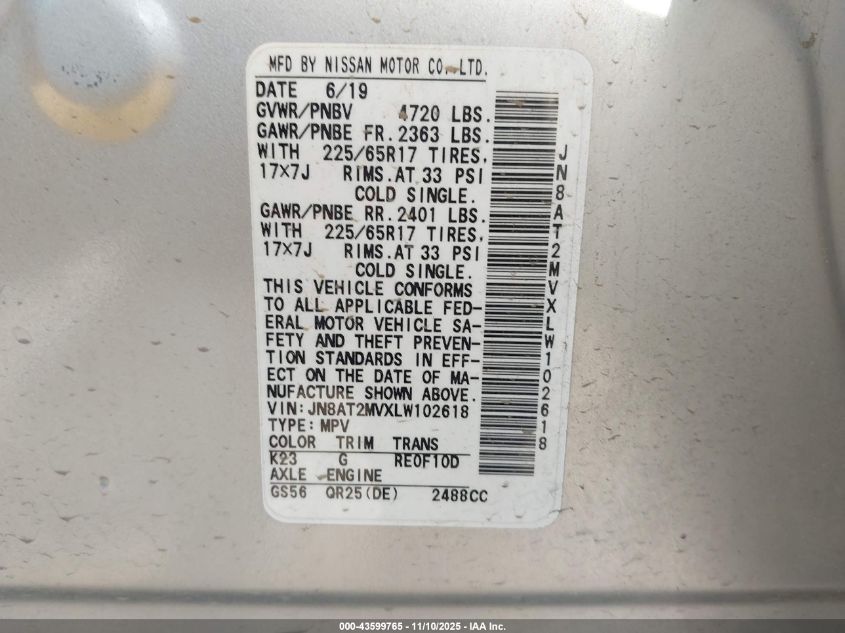 MFD BY NISSAN MOTOR CO., LTD.
DATE 6/19
GVWR/PNBV 4720 LBS.
GAWR/PNBE FR. 2363 LBS.
WITH 225/65R17 TIRES,
17×7J RIMS. AT 33 PSI
COLD SINGLE.
GAWR/PNBE RR. 2401 LBS.
WITH 225/65R17 TIRES,
17×7J RIMS. AT 33 PSI
COLD SINGLE.
THIS VEHICLE CONFORMS
TO ALL APPLICABLE FED-
ERAL MOTOR VEHICLE SA-
FETY AND THEFT PREVEN-
TION STANDARDS IN EFF-
ECT ON THE DATE OF MA-
NUFACTURE SHOWN ABOVE.
VIN:JN8AT2MVXLW102618
TYPE:MPV
COLOR TRIM TRANS
K23 G RE0F10D
AXLE ENGINE
GS56 QR25(DE) 2488CC
JN8AT2MVXLW102618
000-43599765 - 11/10/2025 - IAA Inc.